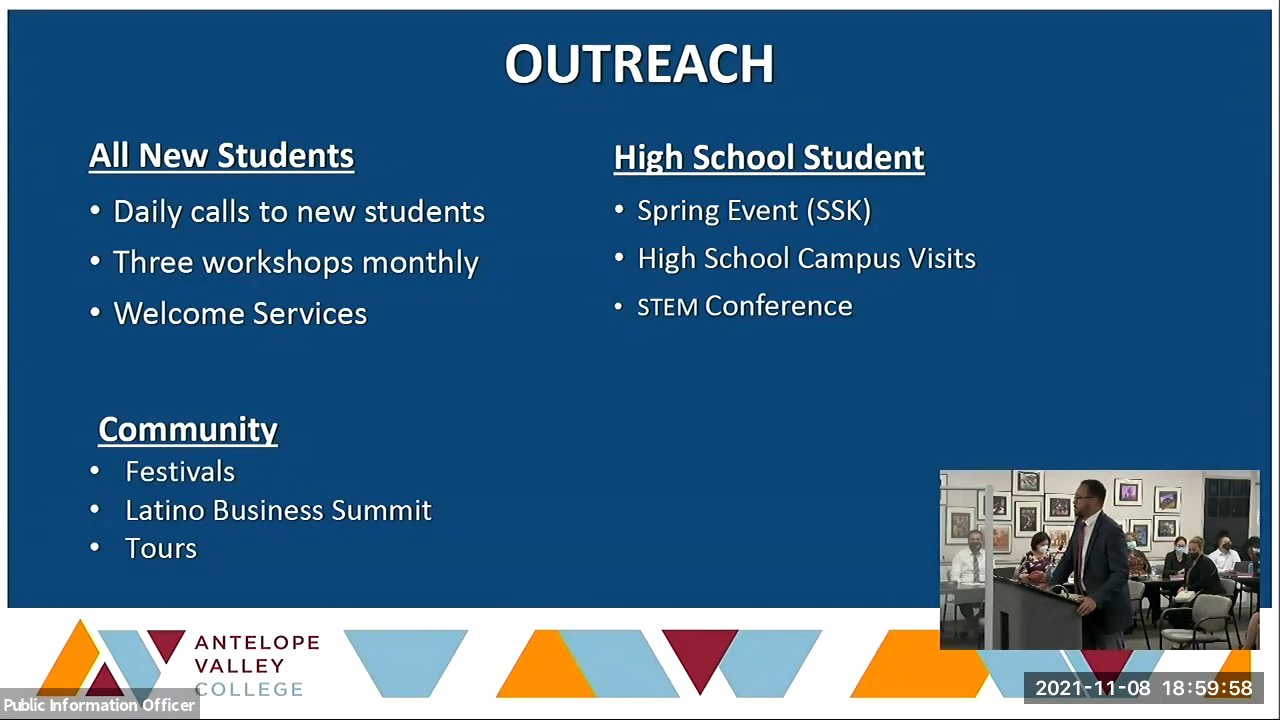 OUTREACH
All New Students
• Daily calls to new students
• Three workshops monthly
• Welcome Services
High School Student
• Spring Event (SSK)
• High School Campus Visits
• STEM Conference
Community
• Festivals
• Latino Business Summit
• Tours
ANTELOPE
VALLEY
COLLEGE
Public Information Officer
2021-11-08 18:59:58